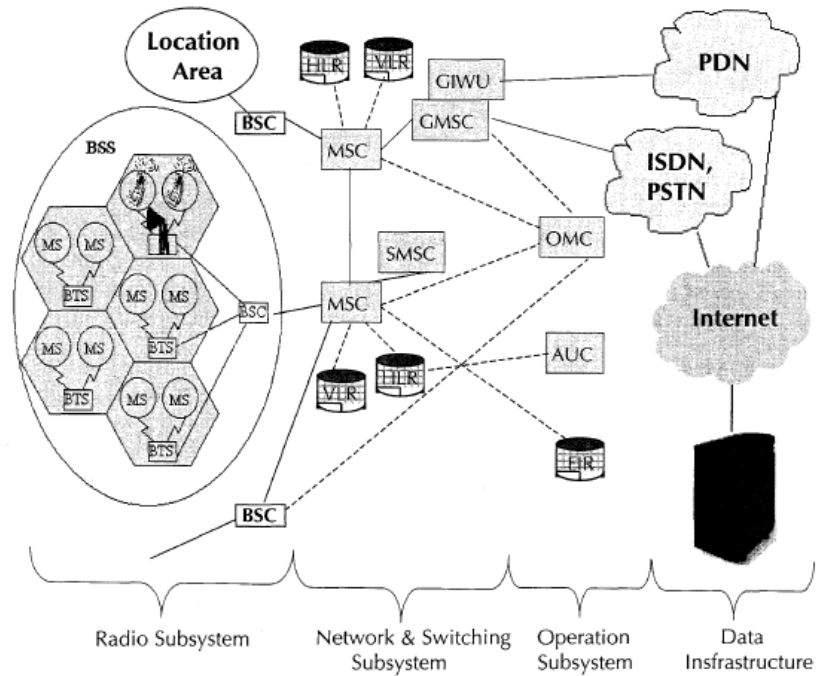 Location
Area
HLR
VLR
GIWU
GMSC
PDN
BSC
MSC
BSS
ISDN,
PSTN
OMC
SMSC
MS MS
BTS
MS MS
BTS
BSC
MSC
Internet
MS MS
BTS
VLR
HLR
AUC
MS MS
BTS
EIR
BSC
Radio Subsystem
Network & Switching
Subsystem
Operation
Subsystem
Data
Insfrastructure